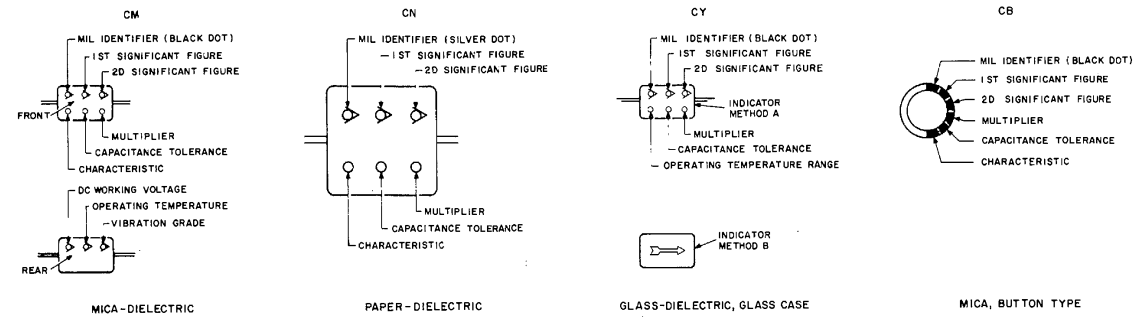 CM
MIL IDENTIFIER (BLACK DOT)
1ST SIGNIFICANT FIGURE
2D SIGNIFICANT FIGURE
FRONT
MULTIPLIER
CAPACITANCE TOLERANCE
CHARACTERISTIC
DC WORKING VOLTAGE
OPERATING TEMPERATURE
VIBRATION GRADE
REAR
MICA-DIELECTRIC
CN
MIL IDENTIFIER (SILVER DOT)
1ST SIGNIFICANT FIGURE
2D SIGNIFICANT FIGURE
MULTIPLIER
CAPACITANCE TOLERANCE
CHARACTERISTIC
PAPER-DIELECTRIC
CY
MIL IDENTIFIER (BLACK DOT)
1ST SIGNIFICANT FIGURE
2D SIGNIFICANT FIGURE
INDICATOR
METHOD A
MULTIPLIER
CAPACITANCE TOLERANCE
OPERATING TEMPERATURE RANGE
INDICATOR
METHOD B
GLASS-DIELECTRIC, GLASS CASE
CB
MIL IDENTIFIER (BLACK DOT)
1ST SIGNIFICANT FIGURE
2D SIGNIFICANT FIGURE
MULTIPLIER
CAPACITANCE TOLERANCE
CHARACTERISTIC
MICA, BUTTON TYPE